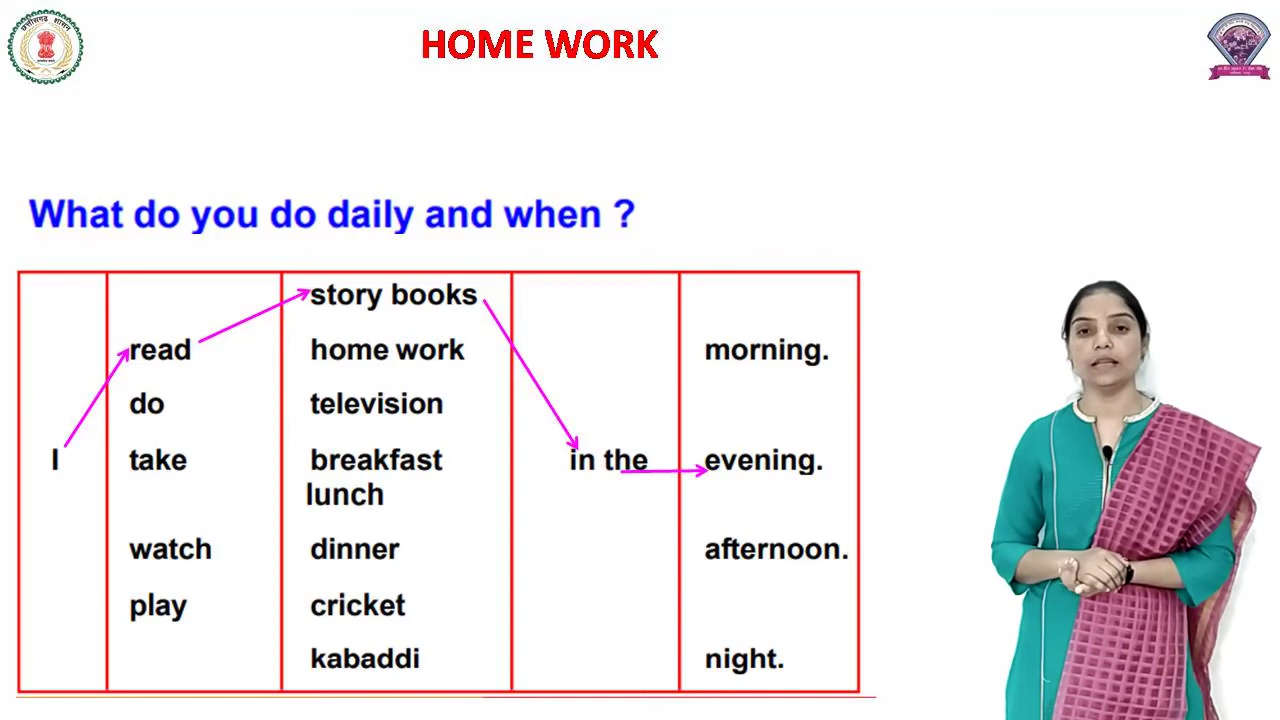 HOME WORK
What do you do daily and when ?
story books
read home work morning.
do television
I take breakfast in the evening.
lunch
watch dinner afternoon.
play cricket
kabaddi night.